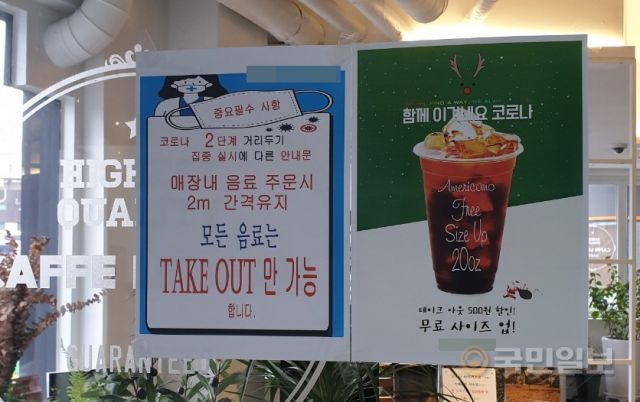 중요필수 사항
코로나 2단계 거리두기
집중 실시에 다른 안내문
매장내 음료 주문시
2m 간격유지
모든 음료는
TAKE OUT 만 가능
합니다.
함께 이겨내요 코로나
Americano
Free
Size Up
20oz
테이크 아웃 500원 할인!
무료 사이즈 업!
GUARANTEED
국민일보